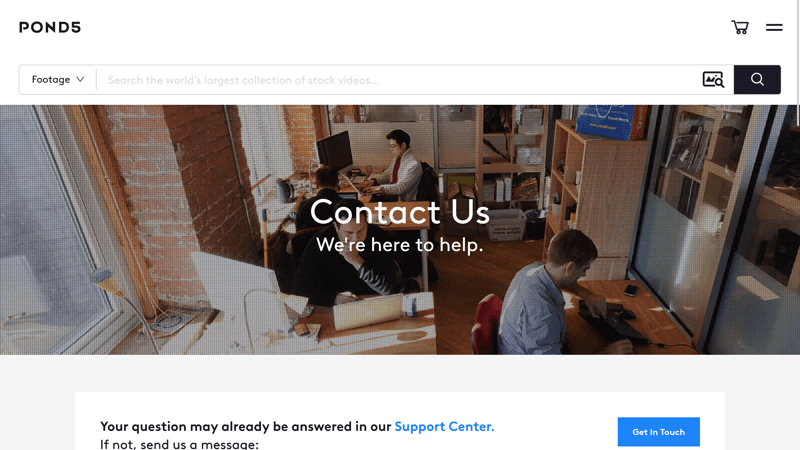 POND5
Footage
Search the world's largest collection of stock videos...
Contact Us
We're here to help.
Your question may already be answered in our Support Center.
Get In Touch
If not, send us a message: